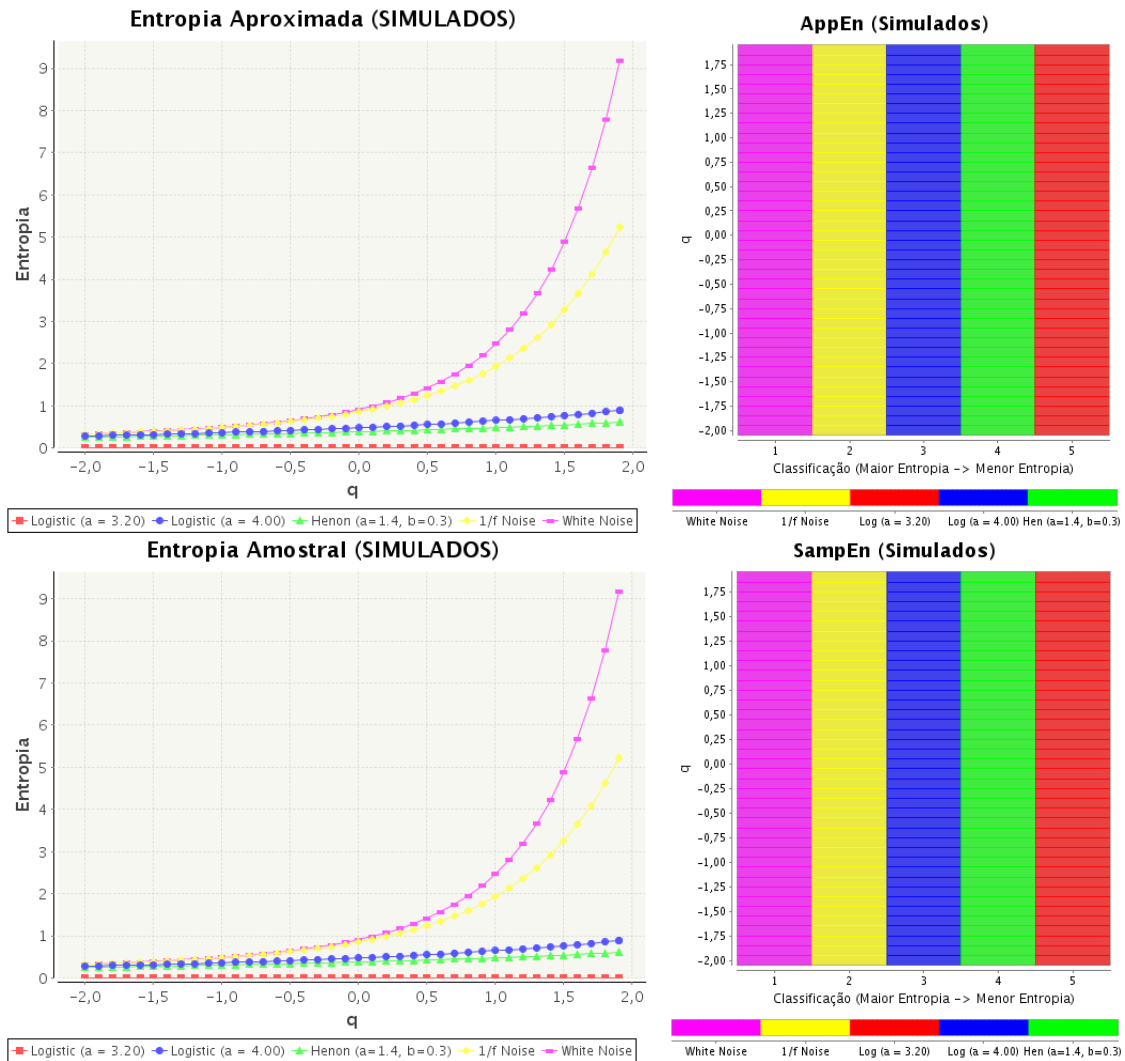 Entropia Aproximada (SIMULADOS)
9
8
7
6
5
4
3
2
1
0
Entropia
-2,0 -1,5 -1,0 -0,5 0,0 0,5 1,0 1,5 2,0
q
Logistic (a = 3.20) Logistic (a = 4.00) Henon (a=1.4, b=0.3) 1/f Noise White Noise
AppEn (Simulados)
1,75
1,50
1,25
1,00
0,75
0,50
0,25
0,00
-0,25
-0,50
-0,75
-1,00
-1,25
-1,50
-1,75
-2,00
q
1 2 3 4 5
Classificação (Maior Entropia -> Menor Entropia)
White Noise 1/f Noise Log (a = 3.20) Log (a = 4.00) Hen (a=1.4, b=0.3)
Entropia Amostral (SIMULADOS)
9
8
7
6
5
4
3
2
1
0
Entropia
-2,0 -1,5 -1,0 -0,5 0,0 0,5 1,0 1,5 2,0
q
Logistic (a = 3.20) Logistic (a = 4.00) Henon (a=1.4, b=0.3) 1/f Noise White Noise
SampEn (Simulados)
1,75
1,50
1,25
1,00
0,75
0,50
0,25
0,00
-0,25
-0,50
-0,75
-1,00
-1,25
-1,50
-1,75
-2,00
q
1 2 3 4 5
Classificação (Maior Entropia -> Menor Entropia)
White Noise 1/f Noise Log (a = 3.20) Log (a = 4.00) Hen (a=1.4, b=0.3)